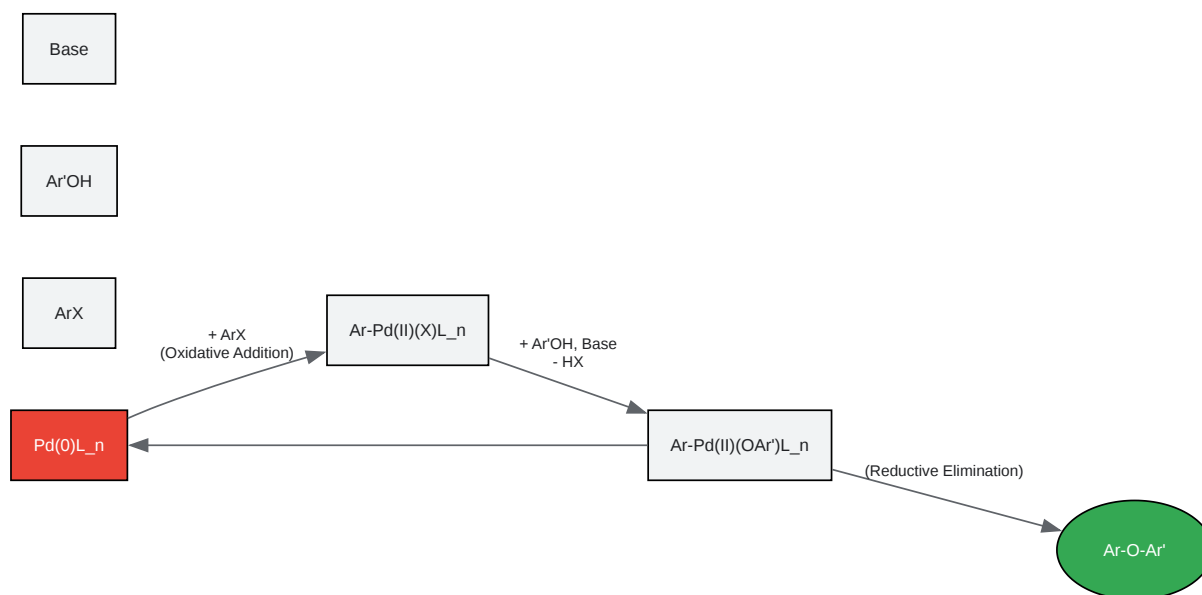 Base
Ar'OH
ArX
+ ArX
(Oxidative Addition)
Ar-Pd(II)(X)L_n
+ Ar'OH, Base
- HX
Pd(0)L_n
Ar-Pd(II)(OAr')L_n
(Reductive Elimination)
Ar-O-Ar'